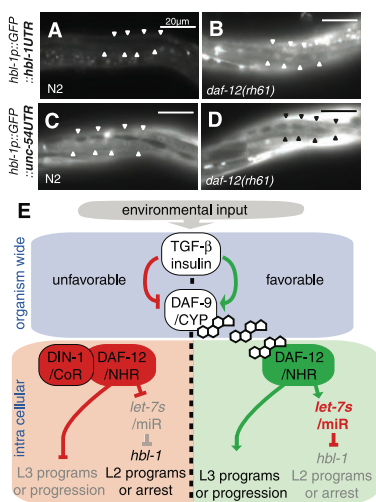 hbl-1p::GFP
::hbl-1UTR
A
20µm
N2
B
daf-12(rh61)
hbl-1p::GFP
::unc-54UTR
C
N2
D
daf-12(rh61)
E
environmental input
organism wide
TGF-β
insulin
unfavorable
favorable
DAF-9
/CYP
intra cellular
DIN-1
/CoR
DAF-12
/NHR
let-7s
/miR
hbl-1
L3 programs
or progression
L2 programs
or arrest
DAF-12
/NHR
let-7s
/miR
hbl-1
L3 programs
or progression
L2 programs
or arrest